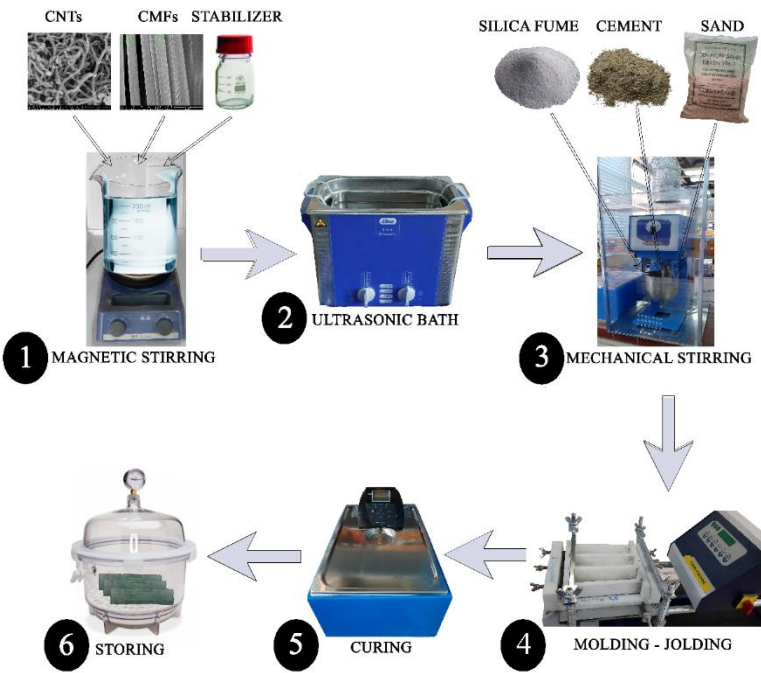 CNTs CMFs STABILIZER
SILICA FUME CEMENT SAND
1 MAGNETIC STIRRING
2 ULTRASONIC BATH
3 MECHANICAL STIRRING
4 MOLDING - JOLDING
5 CURING
6 STORING